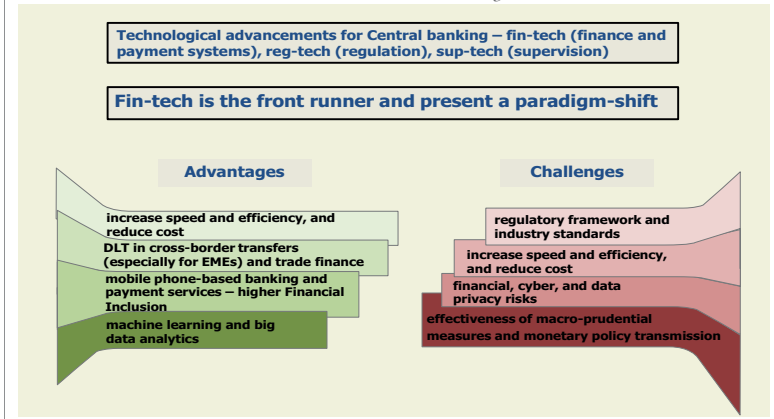 Technological advancements for Central banking – fin-tech (finance and
payment systems), reg-tech (regulation), sup-tech (supervision)
Fin-tech is the front runner and present a paradigm-shift
Advantages
increase speed and efficiency, and
reduce cost
DLT in cross-border transfers
(especially for EMEs) and trade finance
mobile phone-based banking and
payment services – higher Financial
Inclusion
machine learning and big
data analytics
Challenges
regulatory framework and
industry standards
increase speed and efficiency,
and reduce cost
financial, cyber, and data
privacy risks
effectiveness of macro-prudential
measures and monetary policy transmission